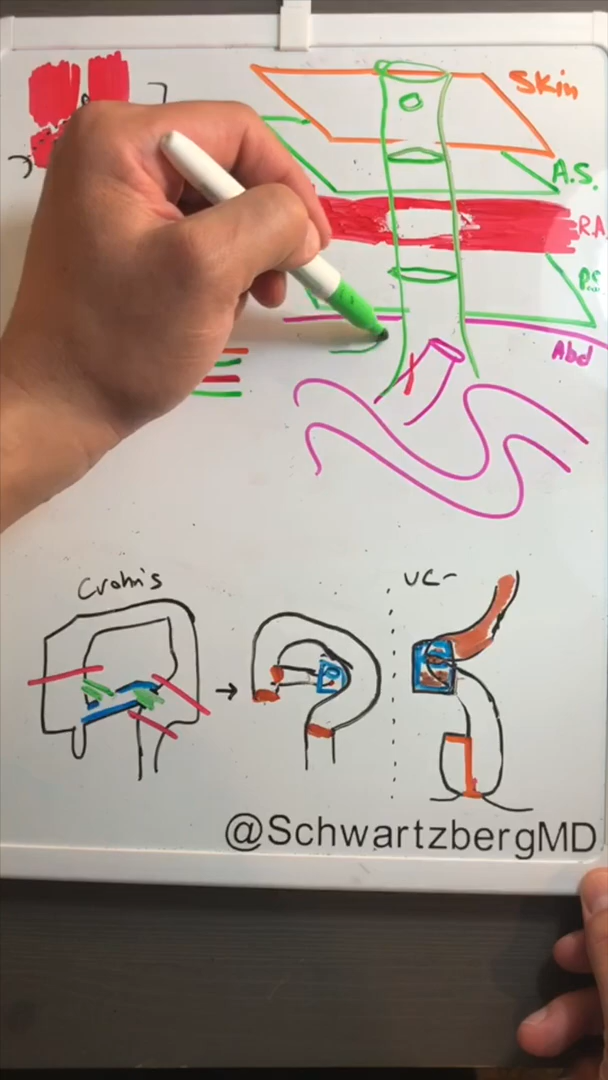 Skin
A.S.
R.A
P.S.
Abd
Crohn's
UC-
@SchwartzbergMD